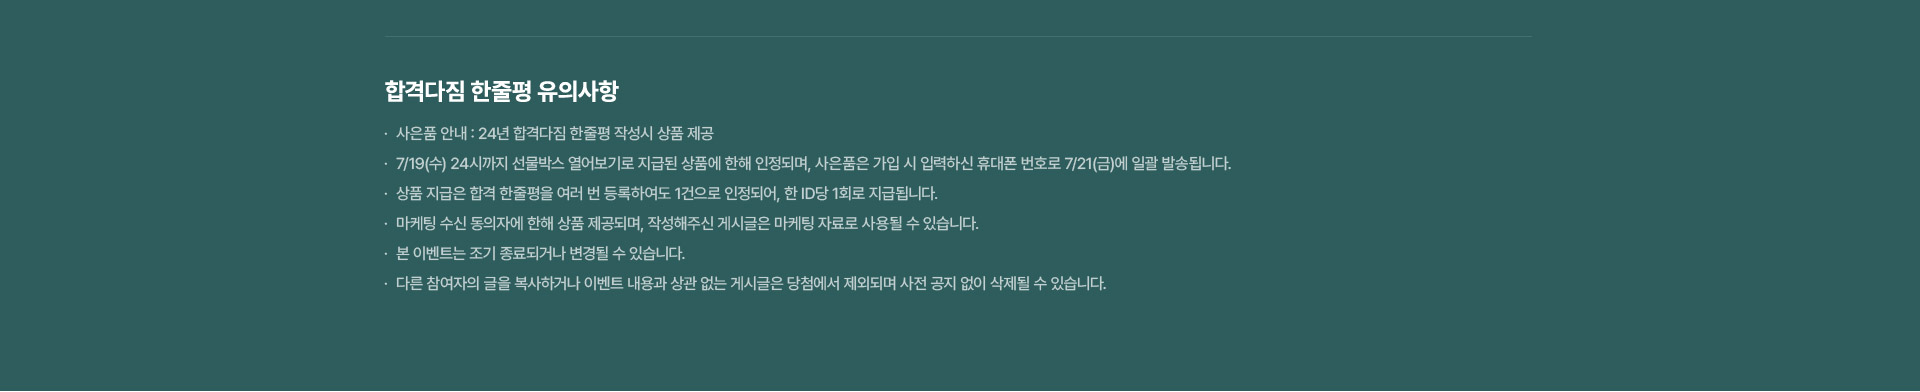 합격다짐 한줄평 유의사항
· 사은품 안내 : 24년 합격다짐 한줄평 작성시 상품 제공
· 7/19(수) 24시까지 선물박스 열어보기로 지급된 상품에 한해 인정되며, 사은품은 가입 시 입력하신 휴대폰 번호로 7/21(금)에 일괄 발송됩니다.
· 상품 지급은 합격 한줄평을 여러 번 등록하여도 1건으로 인정되어, 한 ID당 1회로 지급됩니다.
· 마케팅 수신 동의자에 한해 상품 제공되며, 작성해주신 게시글은 마케팅 자료로 사용될 수 있습니다.
· 본 이벤트는 조기 종료되거나 변경될 수 있습니다.
· 다른 참여자의 글을 복사하거나 이벤트 내용과 상관 없는 게시글은 당첨에서 제외되며 사전 공지 없이 삭제될 수 있습니다.